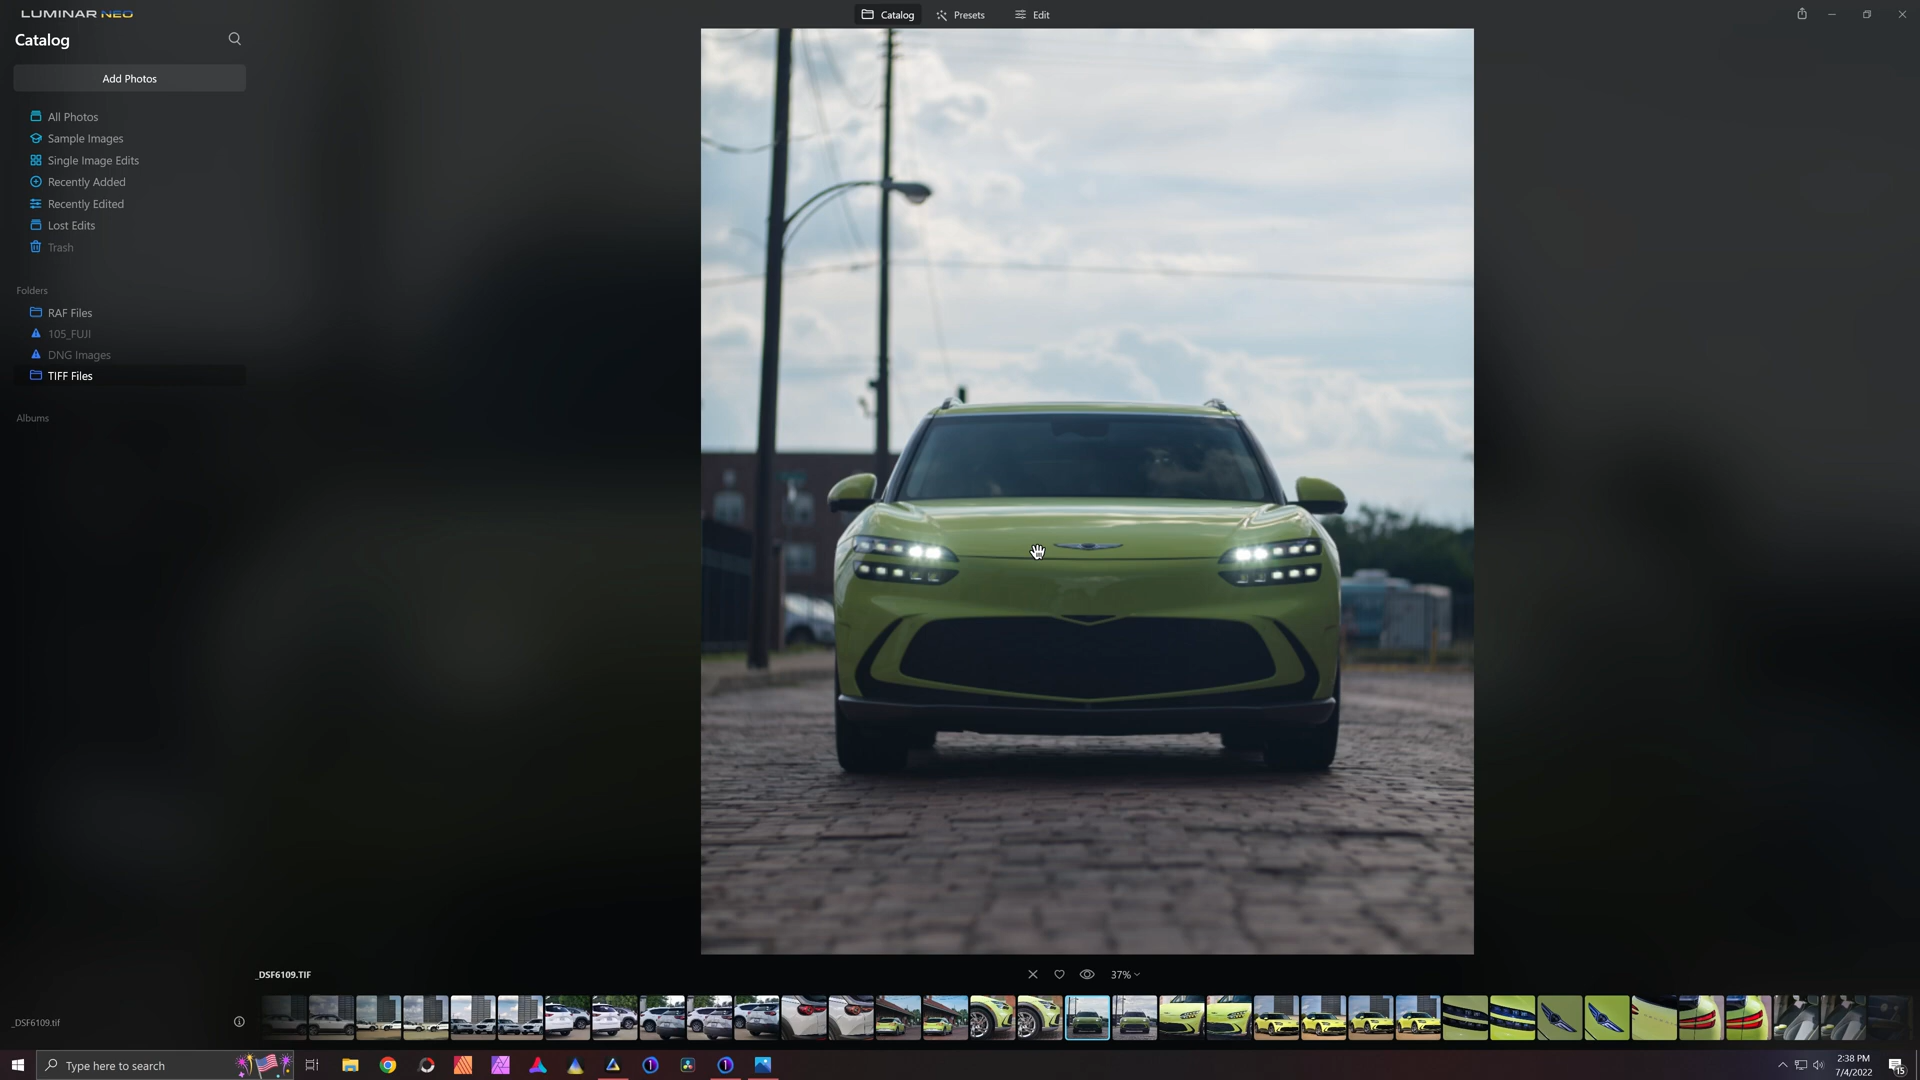 LUMINAR NEO
Catalog
Presets
Edit
Catalog
Add Photos
All Photos
Sample Images
Single Image Edits
Recently Added
Recently Edited
Lost Edits
Trash
Folders
RAF Files
105_FUJI
DNG Images
TIFF Files
Albums
_DSF6109.TIF
37%
_DSF6109.tif
Type here to search
2:38 PM
7/4/2022
15